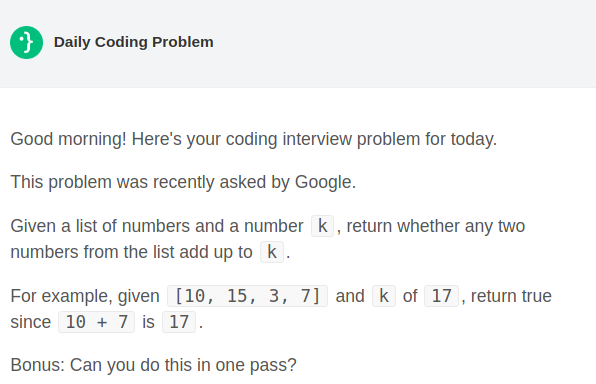 Daily Coding Problem
Good morning! Here's your coding interview problem for today.
This problem was recently asked by Google.
Given a list of numbers and a number k, return whether any two
numbers from the list add up to k.
For example, given [10, 15, 3, 7] and k of 17, return true
since 10 + 7 is 17.
Bonus: Can you do this in one pass?